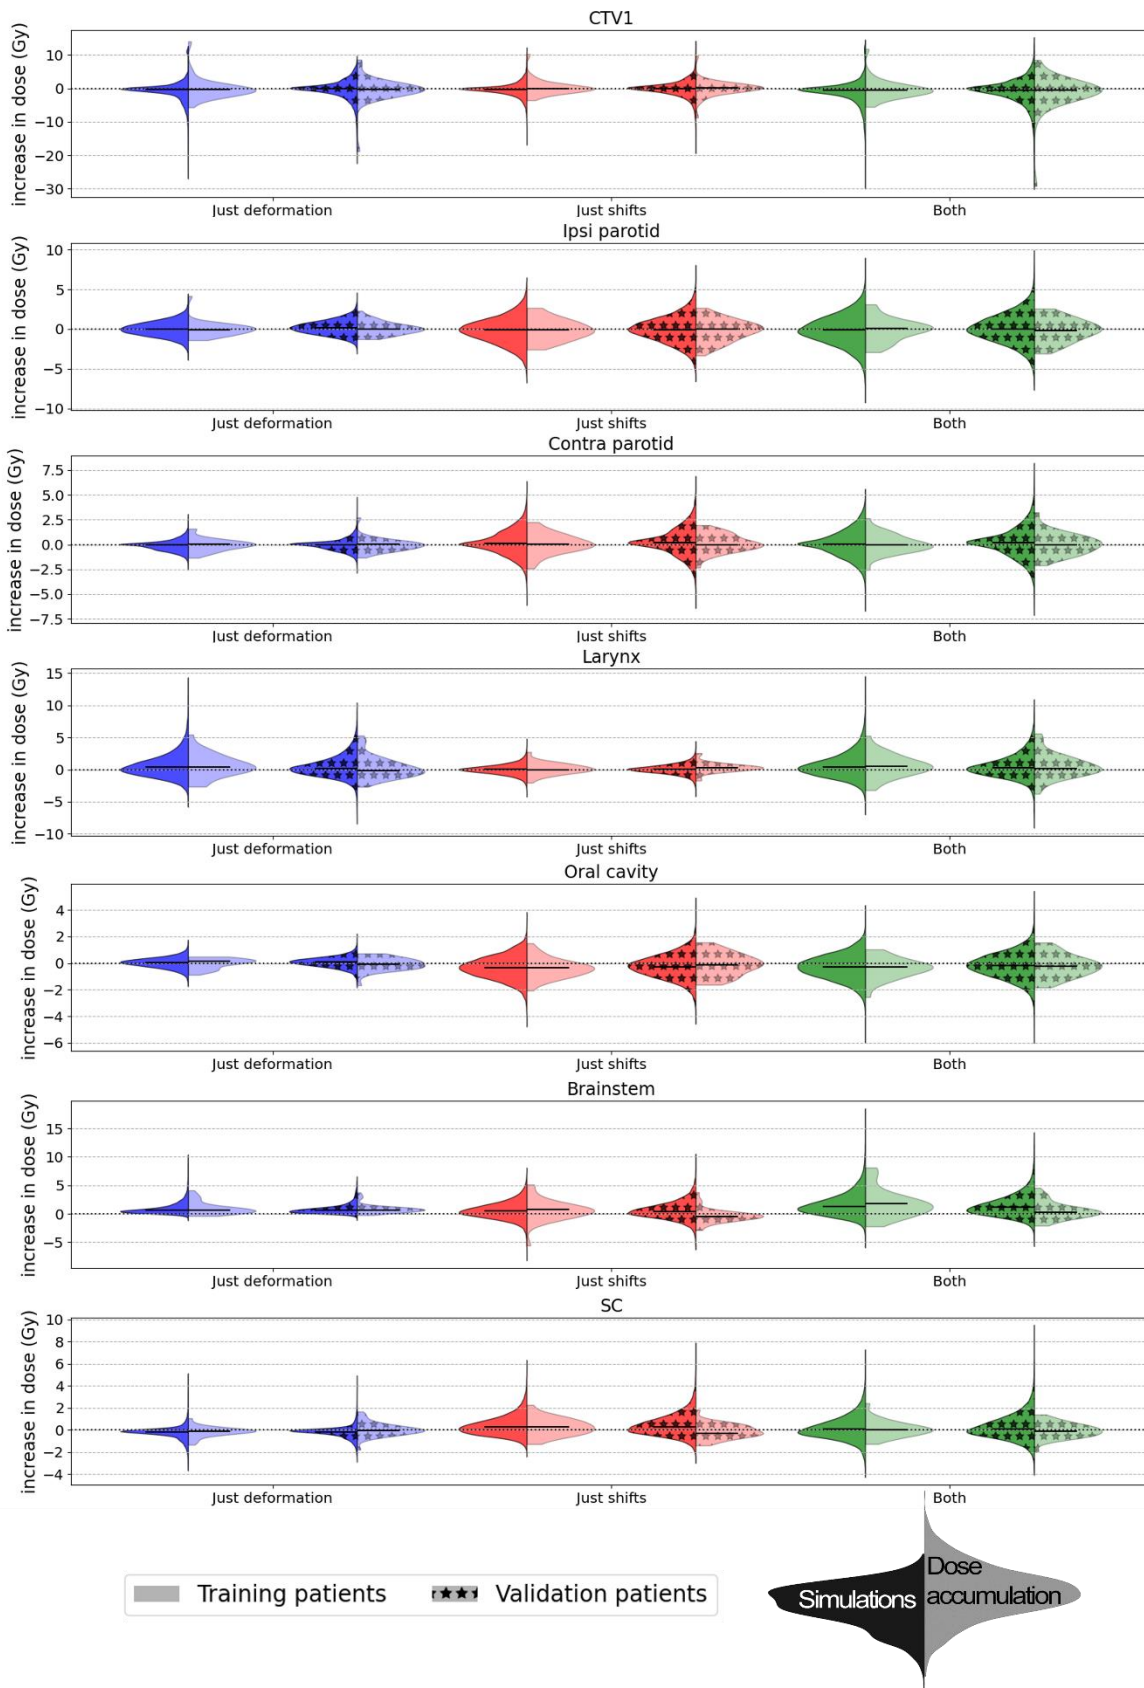 CTV1
increase in dose (Gy)
10
0
−10
−20
−30
Just deformation Just shifts Both
Ipsi parotid
increase in dose (Gy)
10
5
0
−5
−10
Just deformation Just shifts Both
Contra parotid
increase in dose (Gy)
7.5
5.0
2.5
0.0
−2.5
−5.0
−7.5
Just deformation Just shifts Both
Larynx
increase in dose (Gy)
15
10
5
0
−5
−10
Just deformation Just shifts Both
Oral cavity
increase in dose (Gy)
4
2
0
−2
−4
−6
Just deformation Just shifts Both
Brainstem
increase in dose (Gy)
15
10
5
0
−5
Just deformation Just shifts Both
SC
increase in dose (Gy)
10
8
6
4
2
0
−2
−4
Just deformation Just shifts Both
Training patients Validation patients
Simulations
Dose
accumulation